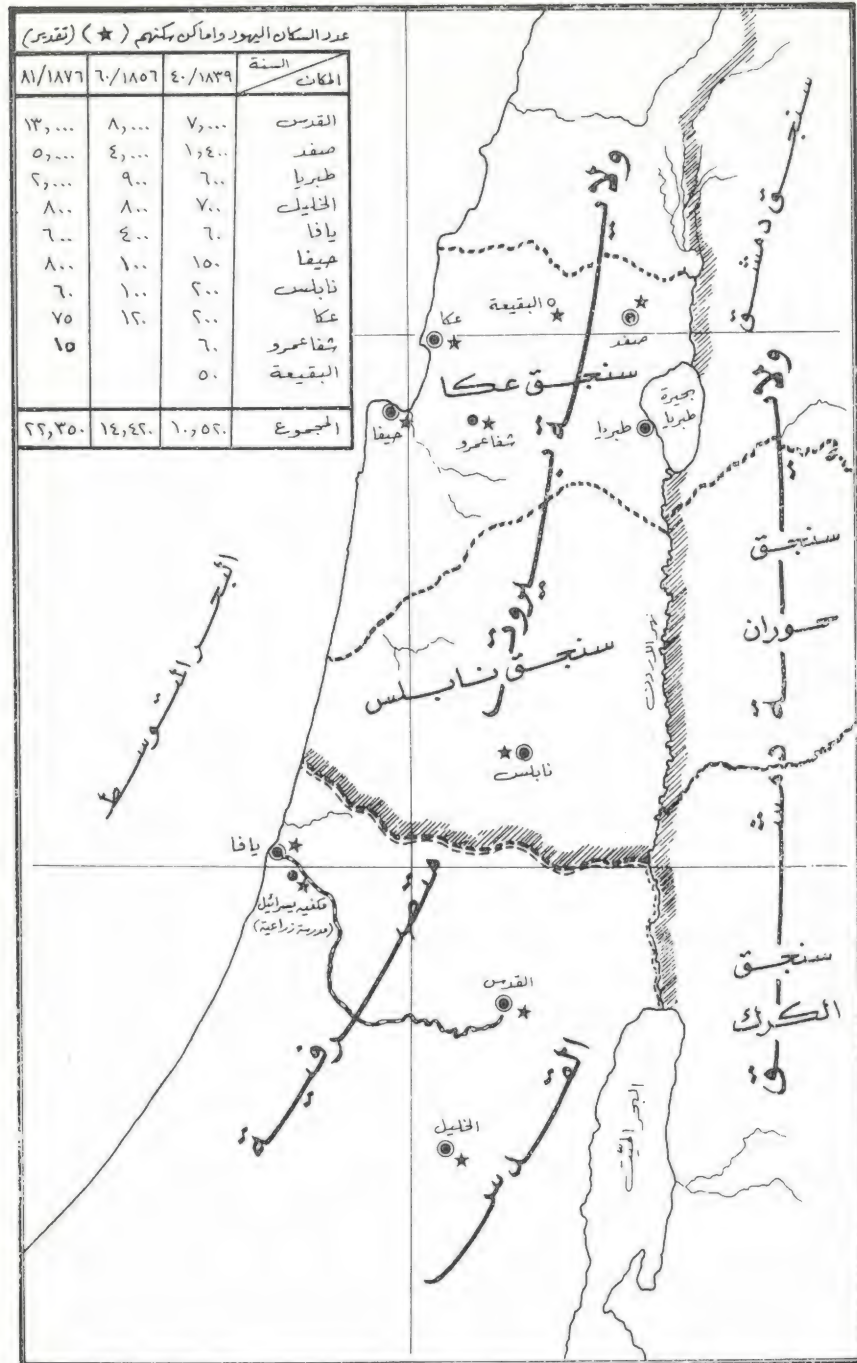 عدد السكان اليهود واماكن سكنهم (★) (تقدير)
المكان السنة ١٨٣٩/٤٠ ١٨٥٦/٦٠ ١٨٧٦/٨١
القدس ٧,٠٠٠ ٨,٠٠٠ ١٣,٠٠٠
صفد ١,٤٠٠ ٤,٠٠٠ ٥,٠٠٠
طبريا ٦٠٠ ٩٠٠ ٢,٠٠٠
الخليل ٧٠٠ ٨٠٠ ٨٠٠
يافا ٦٠ ٤٠٠ ٦٠٠
حيفا ١٥٠ ١٠٠ ٨٠٠
نابلس ٢٠٠ ١٠٠ ٦٠
عكا ٢٠٠ ١٢٠ ٧٥
شفاعمرو ٦٠ ١٥
البقيعة ٥٠
المجموع ١٠,٥٢٠ ١٤,٤٢٠ ٢٢,٣٥٠
سنجق دمشق
ولاية بيروت
ولاية دمشق
البقيعة
صفد
عكا
سنجق عكا
بحيرة
طبريا
طبريا
شفاعمرو
حيفا
سنجق
حوران
البحر المتوسط
نهر الاردن
سنجق نابلس
نابلس
يافا
مكفيه يسرائيل
(مدرسة زراعية)
متصرفية
القدس
القدس
سنجق
الكرك
الخليل
البحر الميت